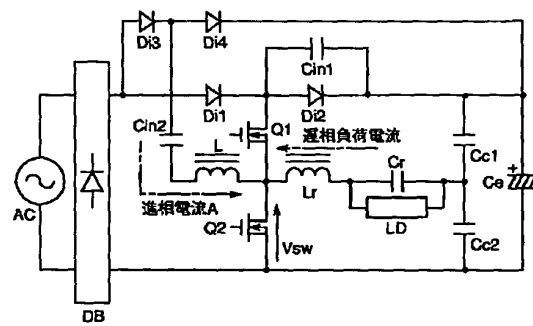 Di3
Di4
Cin1
Di1
Di2
Cin2
Q1
L
遅相負荷電流
Cc1
Cr
Lr
+
Ce
AC
進相電流A
LD
Q2
Vsw
Cc2
DB